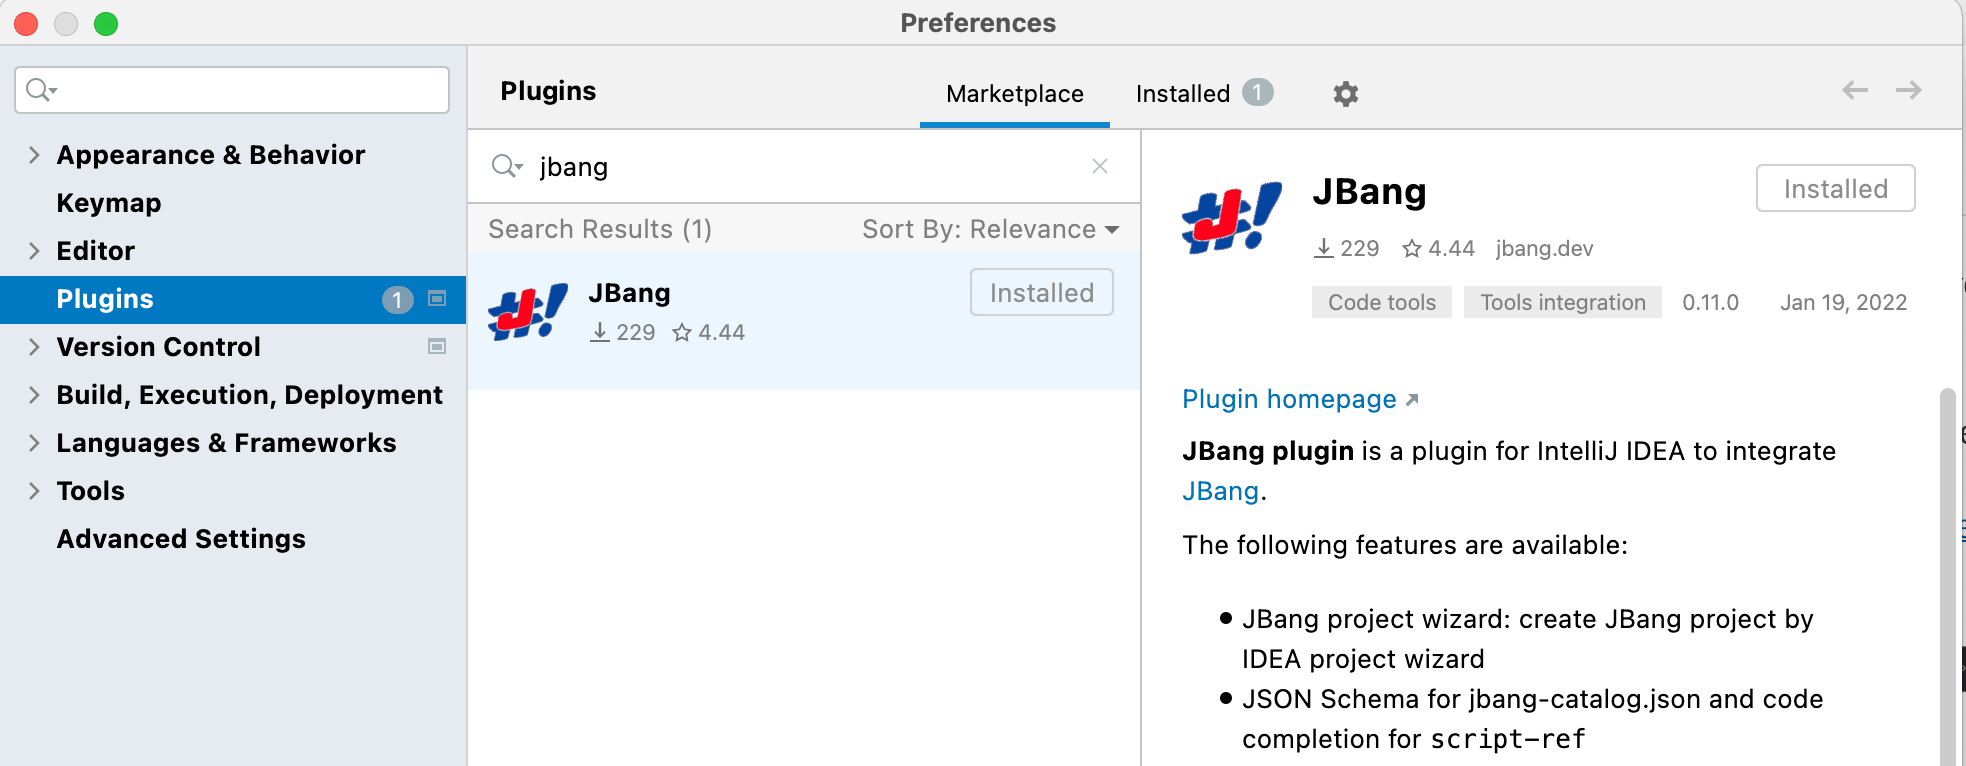 Preferences
Appearance & Behavior
Keymap
Editor
Plugins 1
Version Control
Build, Execution, Deployment
Languages & Frameworks
Tools
Advanced Settings
Plugins Marketplace Installed 1
jbang
Search Results (1) Sort By: Relevance
JBang Installed
229 4.44
JBang Installed
229 4.44 jbang.dev
Code tools Tools integration 0.11.0 Jan 19, 2022
Plugin homepage
JBang plugin is a plugin for IntelliJ IDEA to integrate
JBang.
The following features are available:
JBang project wizard: create JBang project by
IDEA project wizard
JSON Schema for jbang-catalog.json and code
completion for script-ref